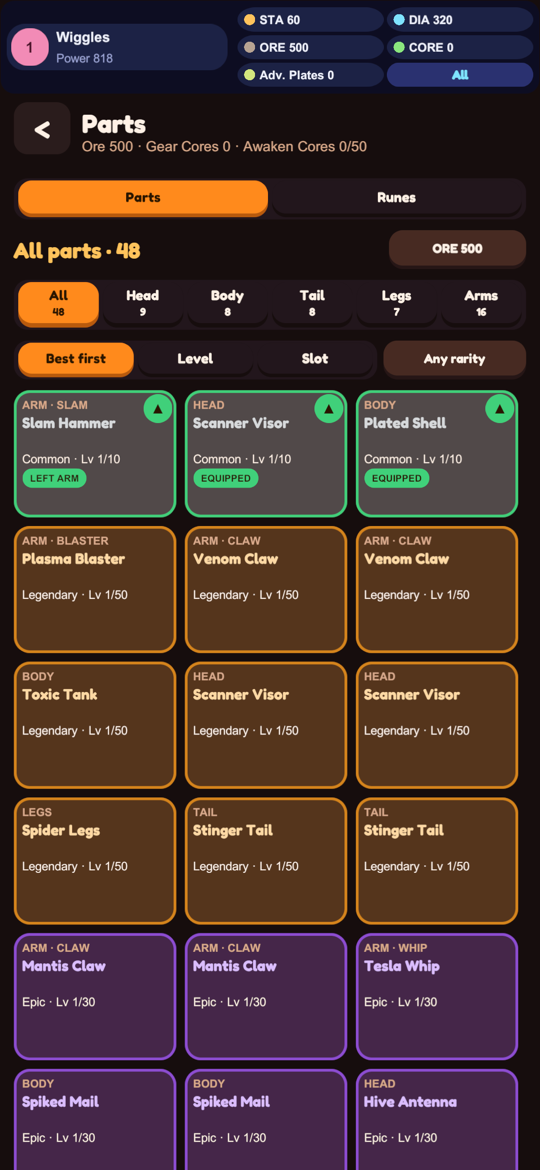 1
Wiggles
Power 818
STA 60
DIA 320
ORE 500
CORE 0
Adv. Plates 0
All
<
Parts
Ore 500 · Gear Cores 0 · Awaken Cores 0/50
Parts
Runes
All parts · 48
ORE 500
All
48
Head
9
Body
8
Tail
8
Legs
7
Arms
16
Best first
Level
Slot
Any rarity
ARM · SLAM
Slam Hammer
Common · Lv 1/10
LEFT ARM
HEAD
Scanner Visor
Common · Lv 1/10
EQUIPPED
BODY
Plated Shell
Common · Lv 1/10
EQUIPPED
ARM · BLASTER
Plasma Blaster
Legendary · Lv 1/50
ARM · CLAW
Venom Claw
Legendary · Lv 1/50
ARM · CLAW
Venom Claw
Legendary · Lv 1/50
BODY
Toxic Tank
Legendary · Lv 1/50
HEAD
Scanner Visor
Legendary · Lv 1/50
HEAD
Scanner Visor
Legendary · Lv 1/50
LEGS
Spider Legs
Legendary · Lv 1/50
TAIL
Stinger Tail
Legendary · Lv 1/50
TAIL
Stinger Tail
Legendary · Lv 1/50
ARM · CLAW
Mantis Claw
Epic · Lv 1/30
ARM · CLAW
Mantis Claw
Epic · Lv 1/30
ARM · WHIP
Tesla Whip
Epic · Lv 1/30
BODY
Spiked Mail
Epic · Lv 1/30
BODY
Spiked Mail
Epic · Lv 1/30
HEAD
Hive Antenna
Epic · Lv 1/30